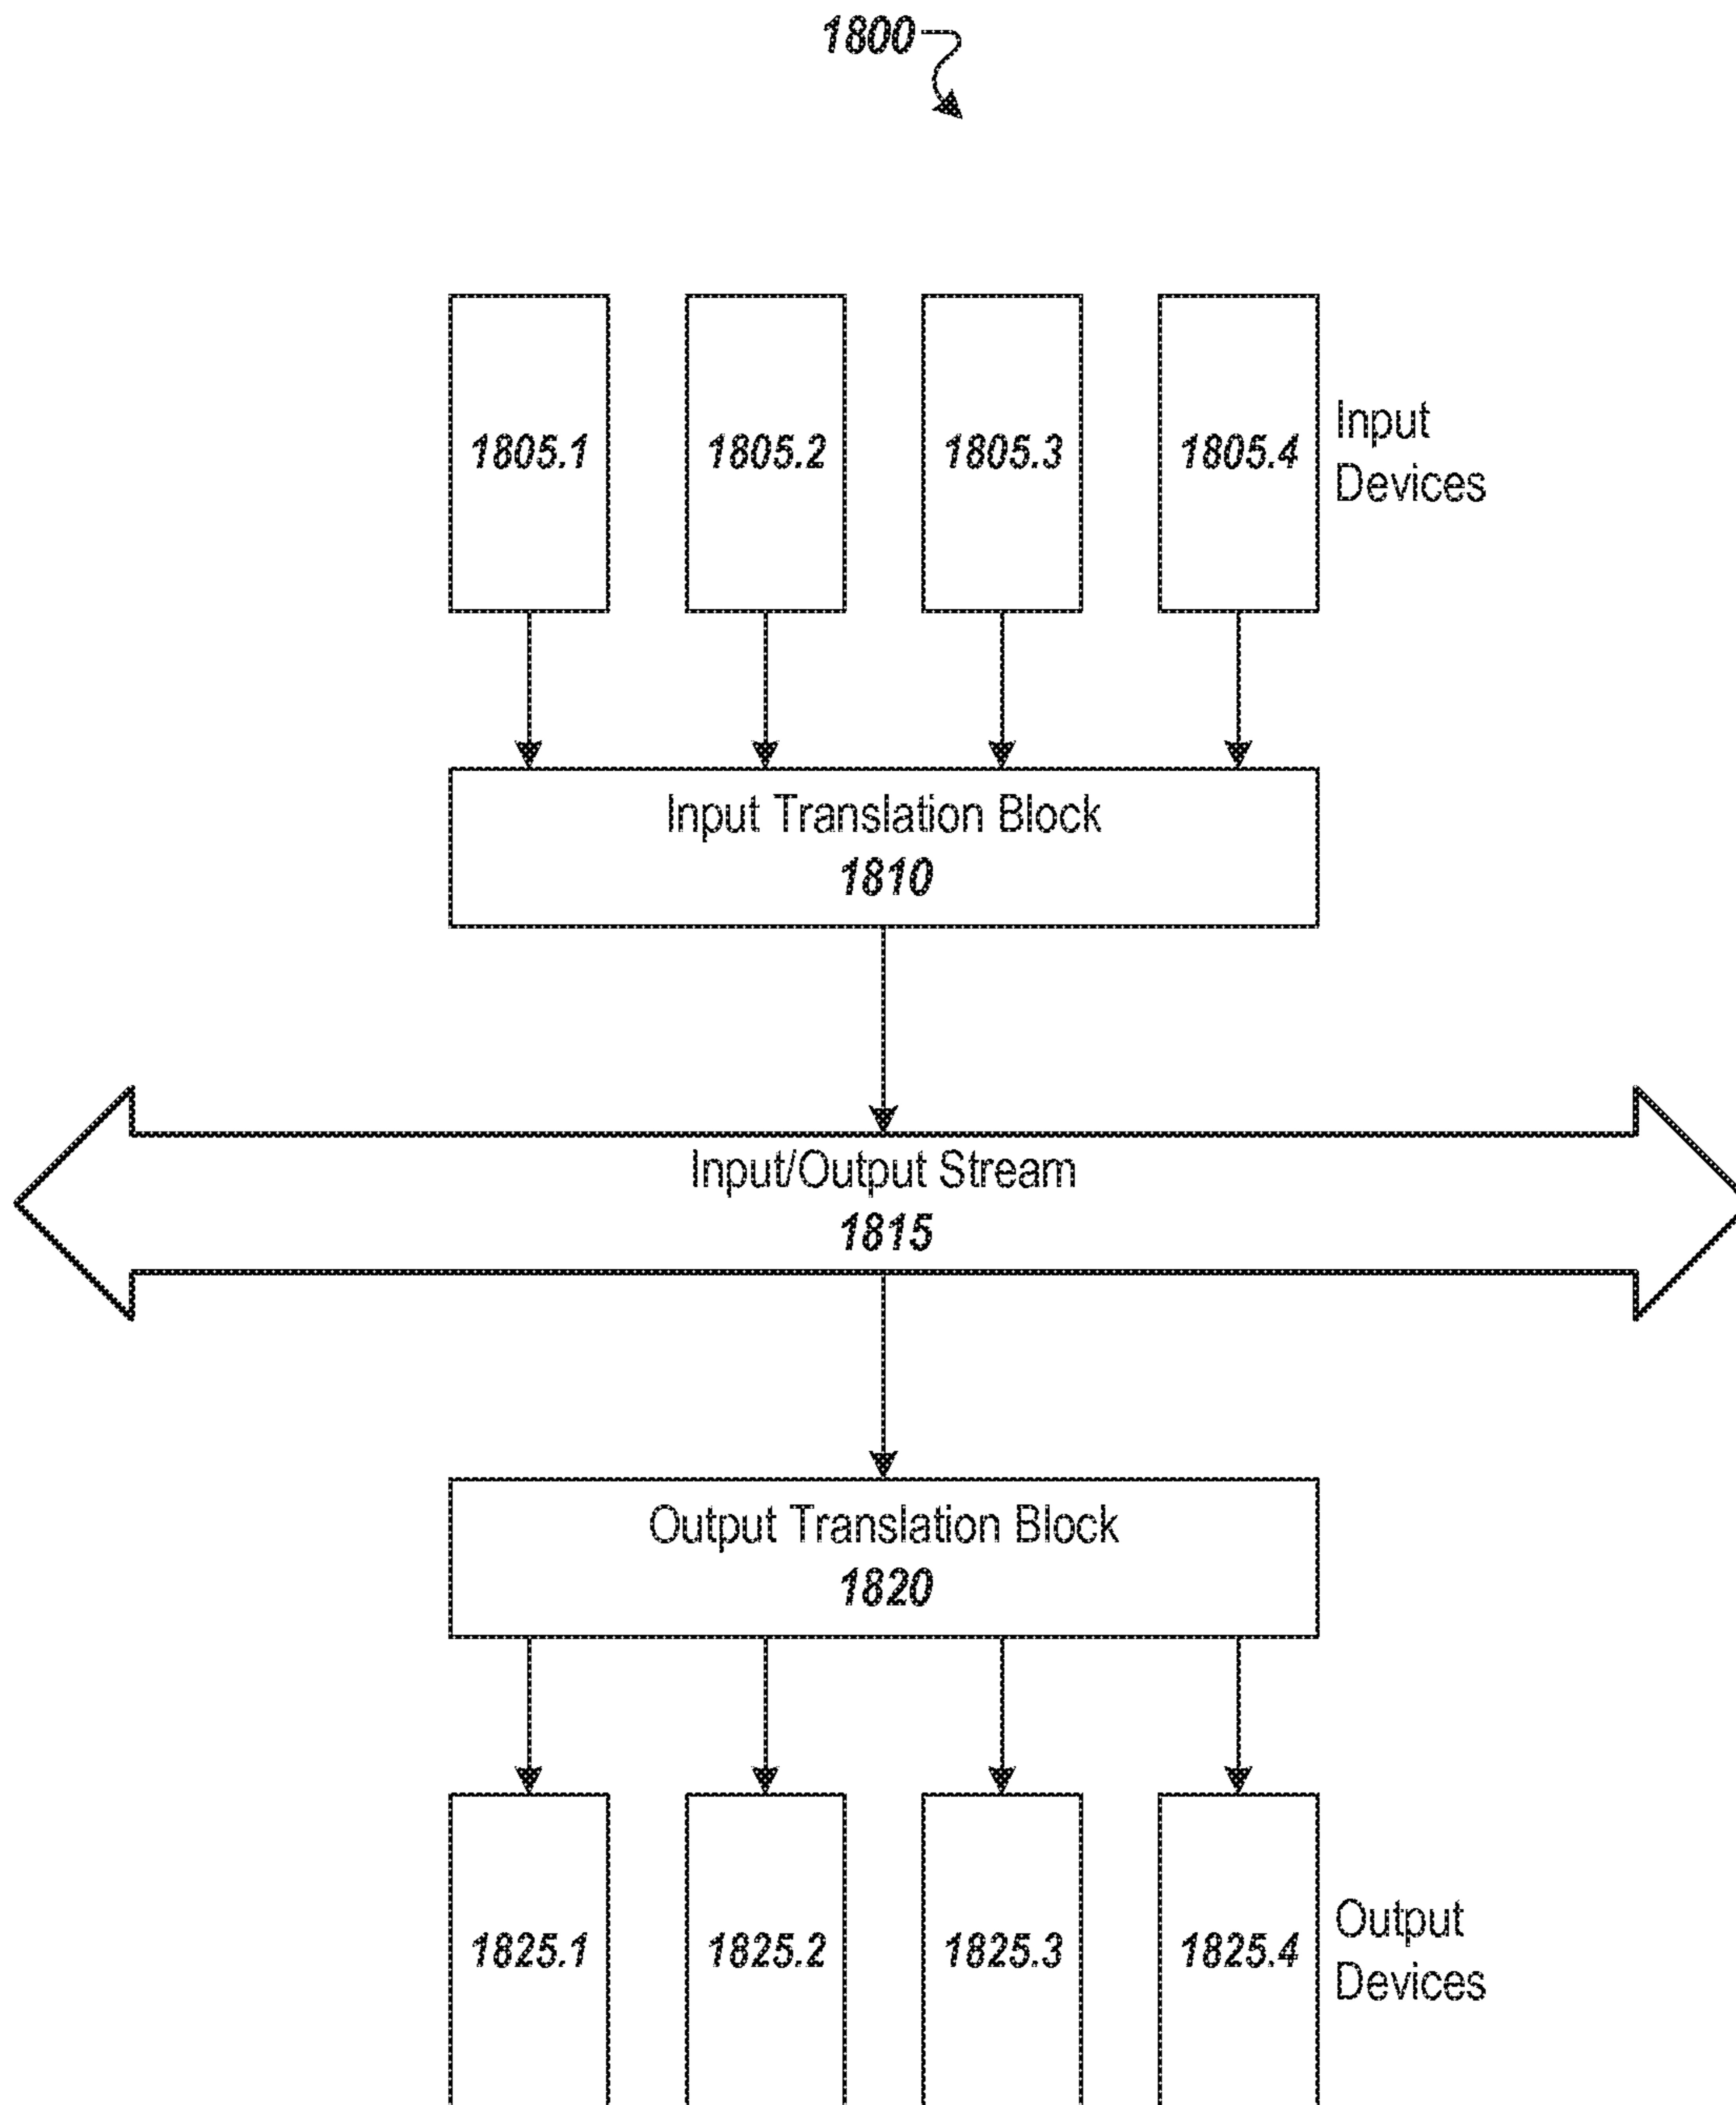 1800
1805.1 1805.2 1805.3 1805.4
Input
Devices
Input Translation Block
1810
Input/Output Stream
1815
Output Translation Block
1820
1825.1 1825.2 1825.3 1825.4
Output
Devices